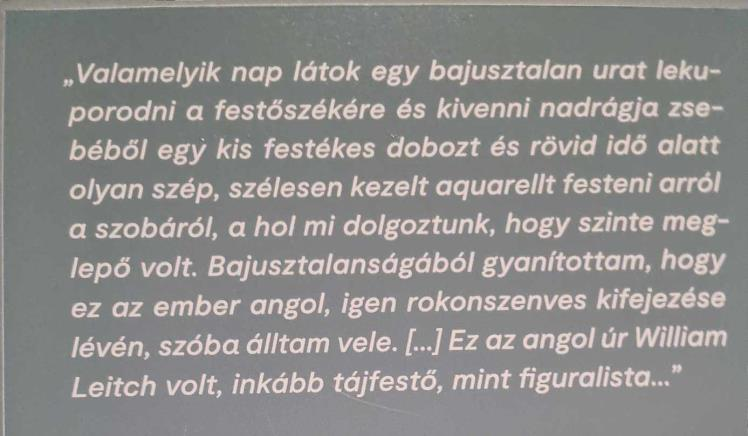 „Valamelyik nap látok egy bajusztalan urat leku-
porodni a festőszékére és kivenni nadrágja zse-
béből egy kis festékes dobozt és rövid idő alatt
olyan szép, szélesen kezelt aquarellt festeni arról
a szobáról, a hol mi dolgoztunk, hogy szinte meg-
lepő volt. Bajusztalanságából gyanítottam, hogy
ez az ember angol, igen rokonszenves kifejezése
lévén, szóba álltam vele. [...] Ez az angol úr William
Leitch volt, inkább tájfestő, mint figuralista...”